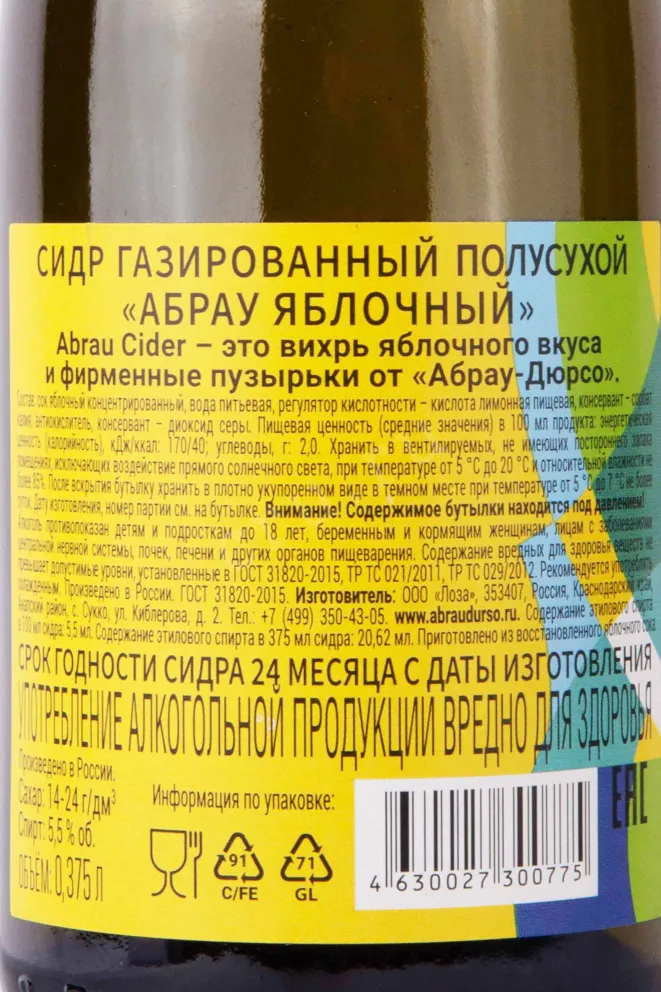 СИДР ГАЗИРОВАННЫЙ ПОЛУСУХОЙ
«АБРАУ ЯБЛОЧНЫЙ»
Abrau Cider – это вихрь яблочного вкуса
и фирменные пузырьки от «Абрау-Дюрсо».
Состав: сок яблочный концентрированный, вода питьевая, регулятор кислотности – кислота лимонная пищевая, консервант – сорбат
калия, антиокислитель, консервант – диоксид серы. Пищевая ценность (средние значения) в 100 мл продукта: энергетическая
ценность (калорийность), кДж/ккал: 170/40; углеводы, г: 2,0. Хранить в вентилируемых, не имеющих постороннего запаха
помещениях, исключающих воздействие прямого солнечного света, при температуре от 5 °С до 20 °С и относительной влажности не
более 85%. После вскрытия бутылку хранить в плотно укупоренном виде в темном месте при температуре от 5 °С до 7 °С не более
суток. Дату изготовления, номер партии см. на бутылке. Внимание! Содержимое бутылки находится под давлением!
Алкоголь противопоказан детям и подросткам до 18 лет, беременным и кормящим женщинам, лицам с заболеваниями
центральной нервной системы, почек, печени и других органов пищеварения. Содержание вредных для здоровья веществ не
превышает допустимые уровни, установленные в ГОСТ 31820-2015, ТР ТС 021/2011, ТР ТС 029/2012. Рекомендуется употреблять
охлажденным. Произведено в России. ГОСТ 31820-2015. Изготовитель: ООО «Лоза», 353407, Россия, Краснодарский край,
Анапский район, с. Сукко, ул. Киблерова, д. 2. Тел.: +7 (499) 350-43-05. www.abraudurso.ru. Содержание этилового спирта
в 100 мл сидра: 5,5 мл. Содержание этилового спирта в 375 мл сидра: 20,62 мл. Приготовлено из восстановленного яблочного сока
СРОК ГОДНОСТИ СИДРА 24 МЕСЯЦА С ДАТЫ ИЗГОТОВЛЕНИЯ
УПОТРЕБЛЕНИЕ АЛКОГОЛЬНОЙ ПРОДУКЦИИ ВРЕДНО ДЛЯ ЗДОРОВЬЯ
Произведено в России.
Сахар: 14-24 г/дм³
Спирт: 5,5 % об.
ОБЪЁМ: 0,375 л
Информация по упаковке:
91
C/FE
71
GL
4 630027 300775
EAC